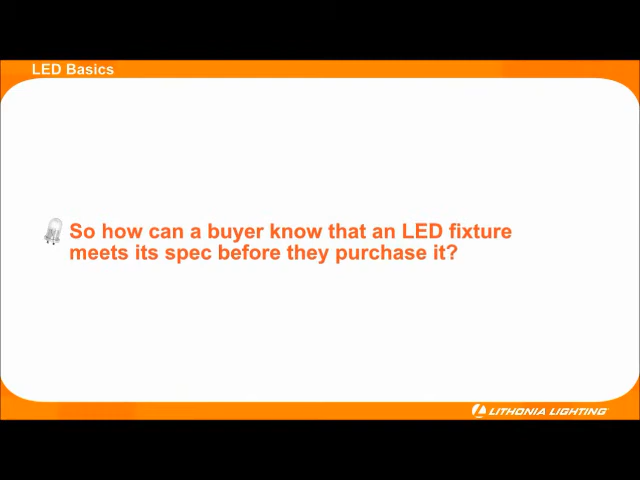 LED Basics
So how can a buyer know that an LED fixture
meets its spec before they purchase it?
LITHONIA LIGHTING